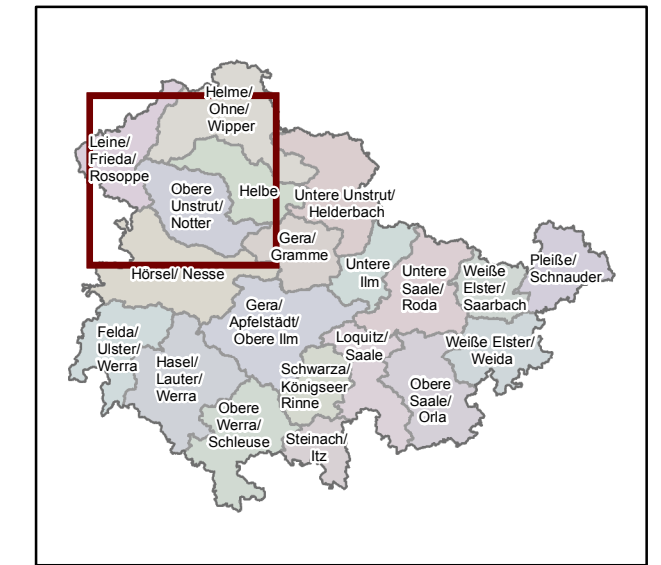 Helme/
Ohne/
Wipper
Leine/
Frieda/
Rosoppe
Obere
Unstrut/
Notter
Helbe
Untere Unstrut/
Helderbach
Gera/
Gramme
Hörsel/ Nesse
Untere
Ilm
Untere
Saale/
Roda
Weiße
Elster/
Saarbach
Pleiße/
Schnauder
Felda/
Ulster/
Werra
Hasel/
Lauter/
Werra
Gera/
Apfelstädt/
Obere Ilm
Loquitz/
Saale
Weiße Elster/
Weida
Schwarza/
Königseer
Rinne
Obere
Saale/
Orla
Obere
Werra/
Schleuse
Steinach/
Itz